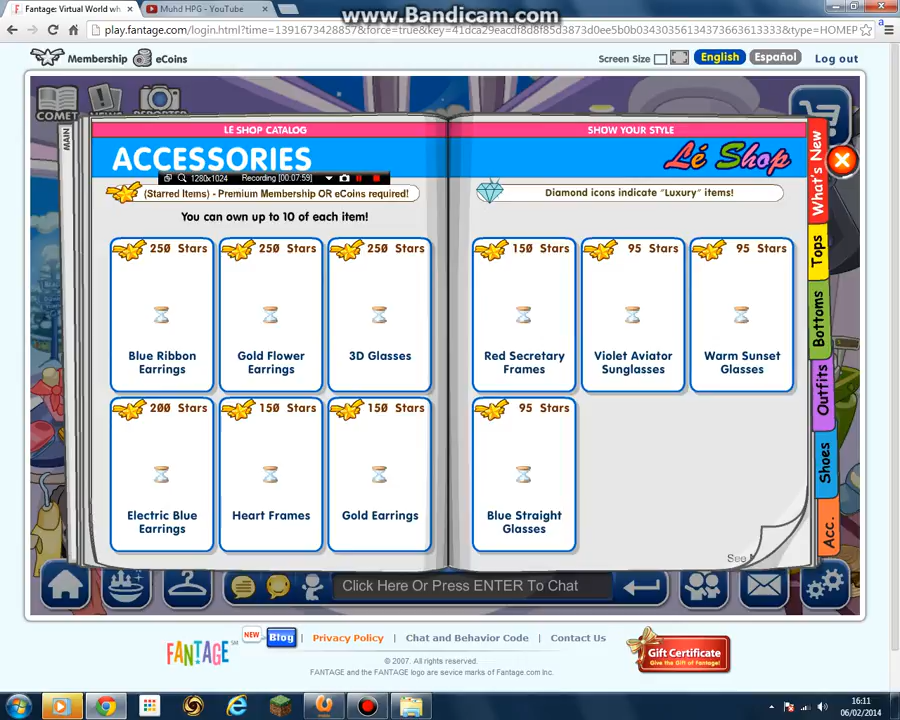 www.Bandicam.com
Fantage: Virtual World wh
Muhd HPG - YouTube
play.fantage.com/login.html?time=1391673428857&force=true&key=
Membership
eCoins
Screen Size
English
Español
Log out
COMET
NEWS
REPORTER
MAIN
LE SHOP CATALOG
SHOW YOUR STYLE
ACCESSORIES
Lé Shop
1280x1024 Recording [00:07:59]
(Starred Items) - Premium Membership OR eCoins required!
Diamond icons indicate "Luxury" items!
You can own up to 10 of each item!
250 Stars
250 Stars
250 Stars
150 Stars
95 Stars
95 Stars
Blue Ribbon Earrings
Gold Flower Earrings
3D Glasses
Red Secretary Frames
Violet Aviator Sunglasses
Warm Sunset Glasses
200 Stars
150 Stars
150 Stars
95 Stars
Electric Blue Earrings
Heart Frames
Gold Earrings
Blue Straight Glasses
What's New
Tops
Bottoms
Outfits
Shoes
Acc.
See
Click Here Or Press ENTER To Chat
FANTAGE
SM
NEW
Blog
Privacy Policy | Chat and Behavior Code | Contact Us
© 2007. All rights reserved.
FANTAGE and the FANTAGE logo are sevice marks of Fantage.com Inc.
Gift Certificate
Give the Gift of Fantage!
16:11
06/02/2014